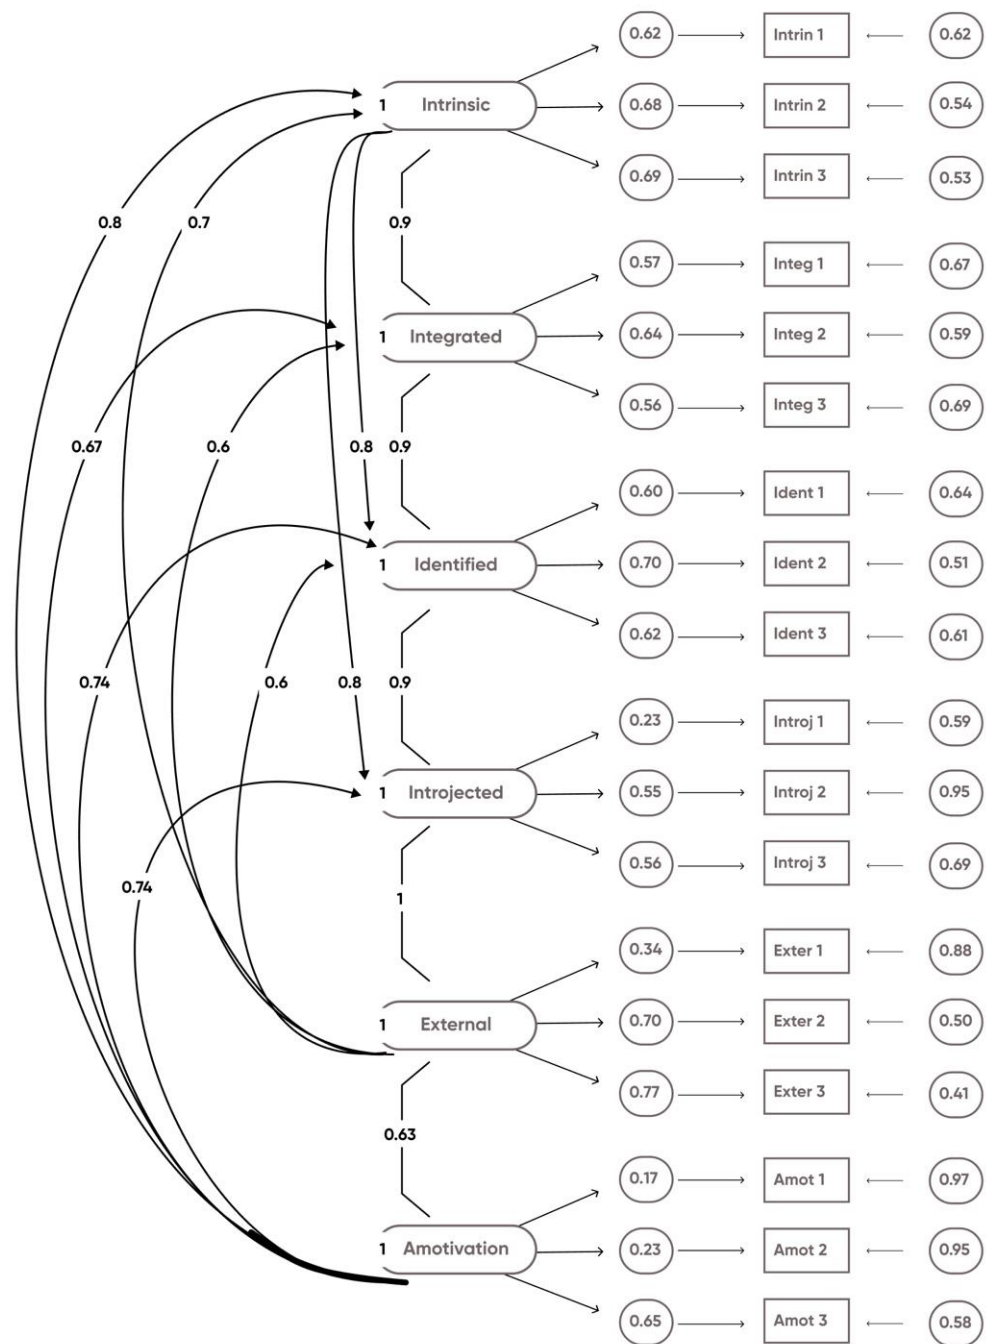 0.62 Intrin 1 0.62
1 Intrinsic 0.68 Intrin 2 0.54
0.69 Intrin 3 0.53
0.8 0.7 0.9
0.57 Integ 1 0.67
1 Integrated 0.64 Integ 2 0.59
0.56 Integ 3 0.69
0.67 0.6 0.8 0.9
0.60 Ident 1 0.64
1 Identified 0.70 Ident 2 0.51
0.62 Ident 3 0.61
0.74 0.6 0.8 0.9
0.23 Introj 1 0.59
1 Introjected 0.55 Introj 2 0.95
0.56 Introj 3 0.69
0.74 1
0.34 Exter 1 0.88
1 External 0.70 Exter 2 0.50
0.77 Exter 3 0.41
0.63
0.17 Amot 1 0.97
1 Amotivation 0.23 Amot 2 0.95
0.65 Amot 3 0.58